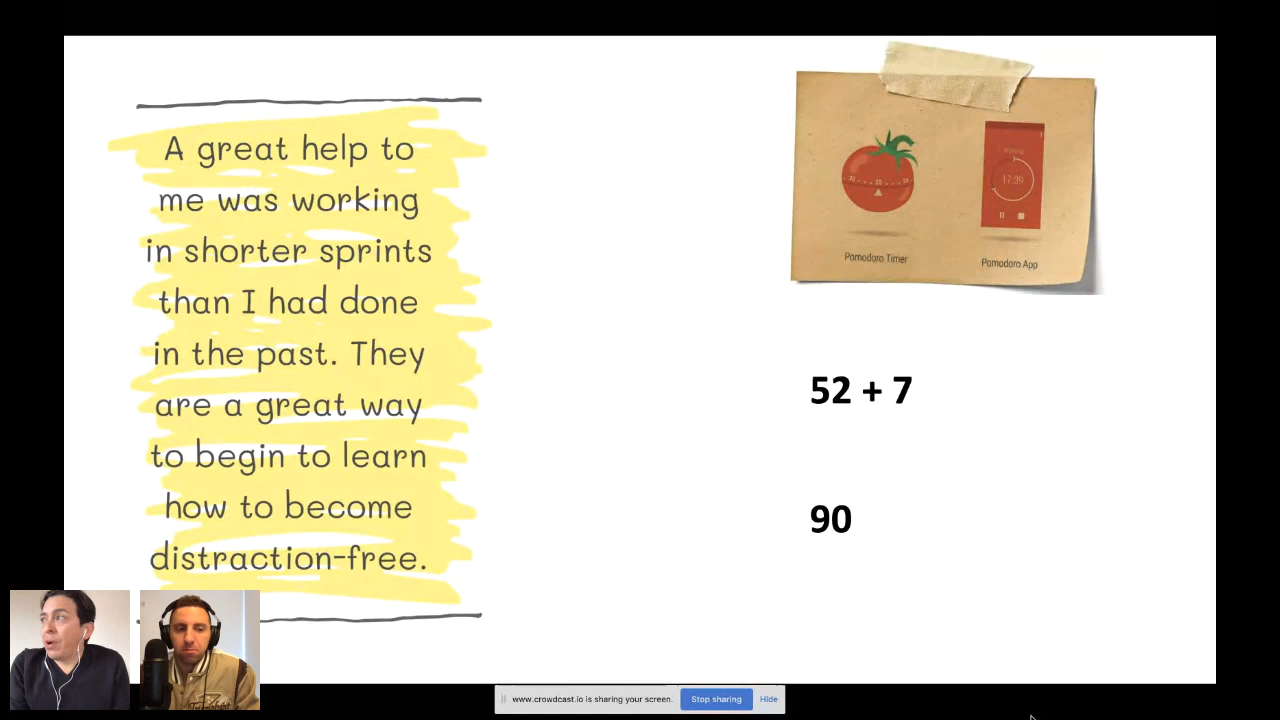 A great help to
me was working
in shorter sprints
than I had done
in the past. They
are a great way
to begin to learn
how to become
distraction-free.
17:39
Pomodoro Timer
Pomodoro App
52 + 7
90
www.crowdcast.io is sharing your screen.
Stop sharing
Hide